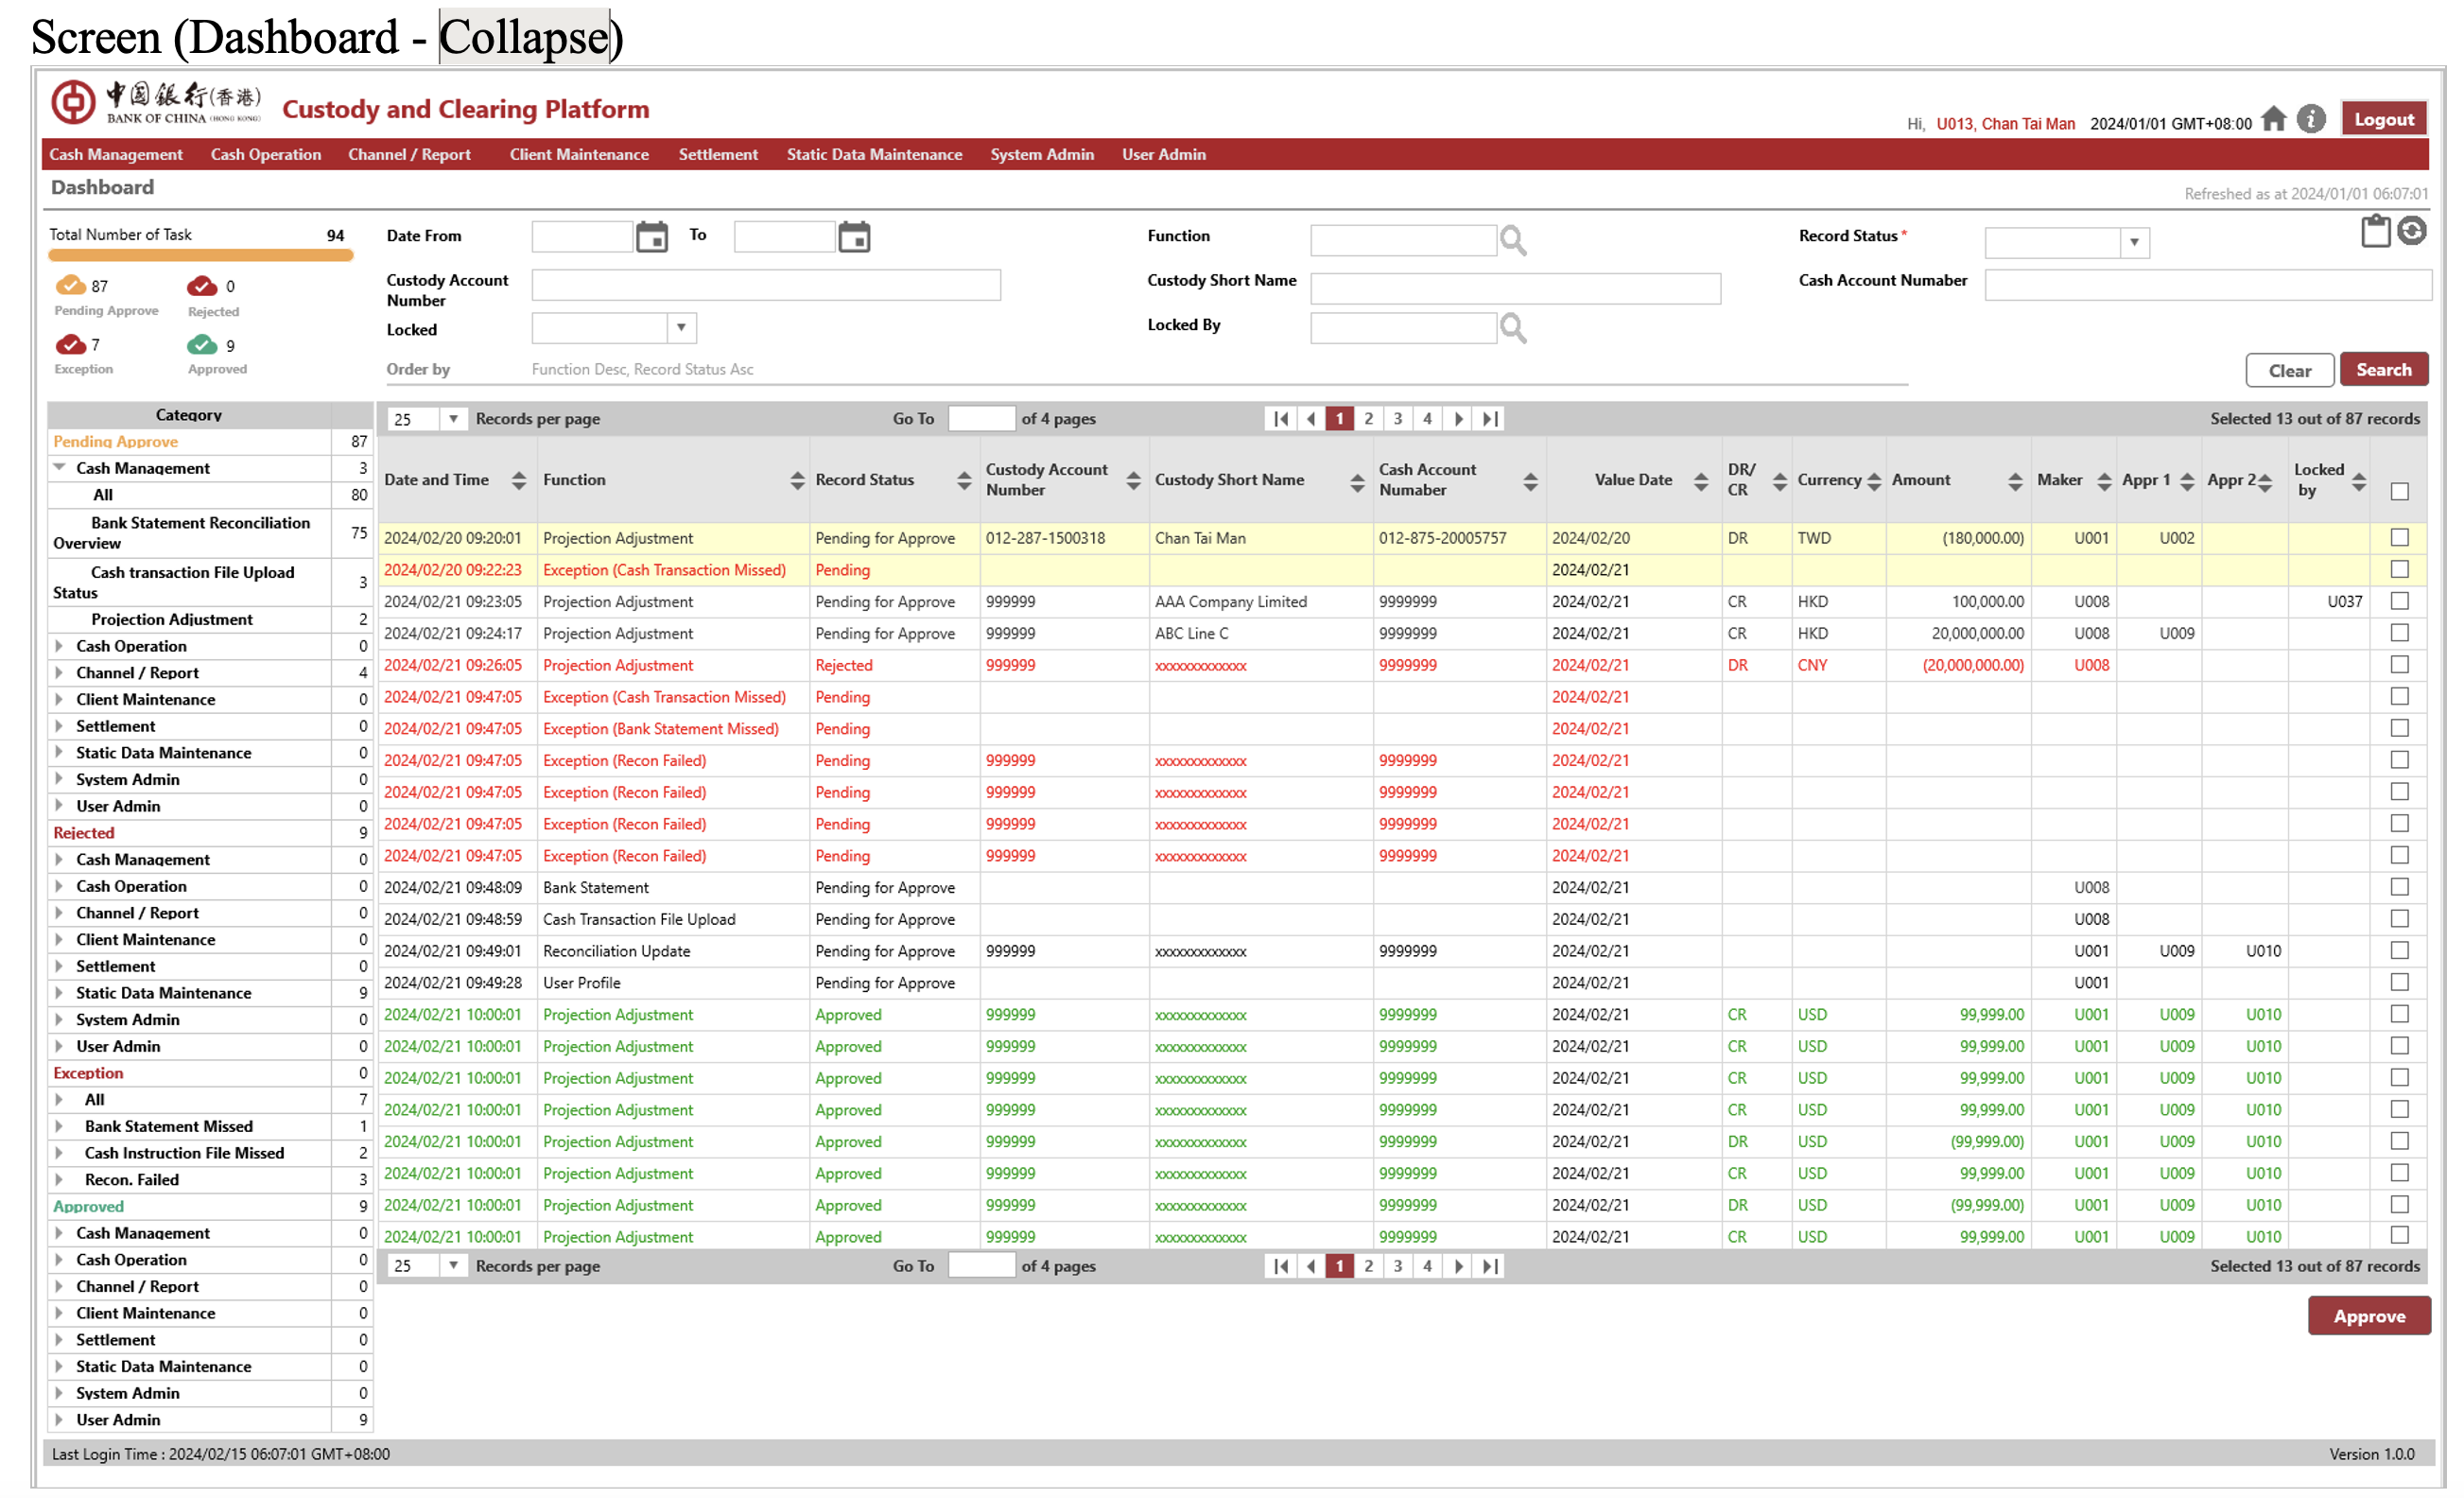 Screen (Dashboard - Collapse)
中国银行(香港)
BANK OF CHINA (HONG KONG)
Custody and Clearing Platform
Hi, U013, Chan Tai Man 2024/01/01 GMT+08:00 Logout
Cash Management Cash Operation Channel / Report Client Maintenance Settlement Static Data Maintenance System Admin User Admin
Dashboard
Refreshed as at 2024/01/01 06:07:01
Total Number of Task 94
87 Pending Approve
0 Rejected
7 Exception
9 Approved
Date From To Function Record Status *
Custody Account Number Custody Short Name Cash Account Numaber
Locked Locked By
Order by Function Desc, Record Status Asc
Clear Search
Category
Pending Approve 87
Cash Management 3
All 80
Bank Statement Reconciliation Overview 75
Cash transaction File Upload Status 3
Projection Adjustment 2
Cash Operation 0
Channel / Report 4
Client Maintenance 0
Settlement 0
Static Data Maintenance 0
System Admin 0
User Admin 0
Rejected 9
Cash Management 0
Cash Operation 0
Channel / Report 0
Client Maintenance 0
Settlement 0
Static Data Maintenance 9
System Admin 0
User Admin 0
Exception 0
All 7
Bank Statement Missed 1
Cash Instruction File Missed 2
Recon. Failed 3
Approved 9
Cash Management 0
Cash Operation 0
Channel / Report 0
Client Maintenance 0
Settlement 0
Static Data Maintenance 0
System Admin 0
User Admin 9
25 Records per page Go To of 4 pages 1 2 3 4 Selected 13 out of 87 records
Date and Time Function Record Status Custody Account Number Custody Short Name Cash Account Numaber Value Date DR/ CR Currency Amount Maker Appr 1 Appr 2 Locked by
2024/02/20 09:20:01 Projection Adjustment Pending for Approve 012-287-1500318 Chan Tai Man 012-875-20005757 2024/02/20 DR TWD (180,000.00) U001 U002
2024/02/20 09:22:23 Exception (Cash Transaction Missed) Pending 2024/02/21
2024/02/21 09:23:05 Projection Adjustment Pending for Approve 999999 AAA Company Limited 9999999 2024/02/21 CR HKD 100,000.00 U008 U037
2024/02/21 09:24:17 Projection Adjustment Pending for Approve 999999 ABC Line C 9999999 2024/02/21 CR HKD 20,000,000.00 U008 U009
2024/02/21 09:26:05 Projection Adjustment Rejected 999999 xxxxxxxxxxxxx 9999999 2024/02/21 DR CNY (20,000,000.00) U008
2024/02/21 09:47:05 Exception (Cash Transaction Missed) Pending 2024/02/21
2024/02/21 09:47:05 Exception (Bank Statement Missed) Pending 2024/02/21
2024/02/21 09:47:05 Exception (Recon Failed) Pending 999999 xxxxxxxxxxxxx 9999999 2024/02/21
2024/02/21 09:47:05 Exception (Recon Failed) Pending 999999 xxxxxxxxxxxxx 9999999 2024/02/21
2024/02/21 09:47:05 Exception (Recon Failed) Pending 999999 xxxxxxxxxxxxx 9999999 2024/02/21
2024/02/21 09:47:05 Exception (Recon Failed) Pending 999999 xxxxxxxxxxxxx 9999999 2024/02/21
2024/02/21 09:48:09 Bank Statement Pending for Approve 2024/02/21 U008
2024/02/21 09:48:59 Cash Transaction File Upload Pending for Approve 2024/02/21 U008
2024/02/21 09:49:01 Reconciliation Update Pending for Approve 999999 xxxxxxxxxxxxx 9999999 2024/02/21 U001 U009 U010
2024/02/21 09:49:28 User Profile Pending for Approve 2024/02/21 U001
2024/02/21 10:00:01 Projection Adjustment Approved 999999 xxxxxxxxxxxxx 9999999 2024/02/21 CR USD 99,999.00 U001 U009 U010
2024/02/21 10:00:01 Projection Adjustment Approved 999999 xxxxxxxxxxxxx 9999999 2024/02/21 CR USD 99,999.00 U001 U009 U010
2024/02/21 10:00:01 Projection Adjustment Approved 999999 xxxxxxxxxxxxx 9999999 2024/02/21 CR USD 99,999.00 U001 U009 U010
2024/02/21 10:00:01 Projection Adjustment Approved 999999 xxxxxxxxxxxxx 9999999 2024/02/21 CR USD 99,999.00 U001 U009 U010
2024/02/21 10:00:01 Projection Adjustment Approved 999999 xxxxxxxxxxxxx 9999999 2024/02/21 DR USD (99,999.00) U001 U009 U010
2024/02/21 10:00:01 Projection Adjustment Approved 999999 xxxxxxxxxxxxx 9999999 2024/02/21 CR USD 99,999.00 U001 U009 U010
2024/02/21 10:00:01 Projection Adjustment Approved 999999 xxxxxxxxxxxxx 9999999 2024/02/21 DR USD (99,999.00) U001 U009 U010
2024/02/21 10:00:01 Projection Adjustment Approved 999999 xxxxxxxxxxxxx 9999999 2024/02/21 CR USD 99,999.00 U001 U009 U010
25 Records per page Go To of 4 pages 1 2 3 4 Selected 13 out of 87 records
Approve
Last Login Time : 2024/02/15 06:07:01 GMT+08:00 Version 1.0.0